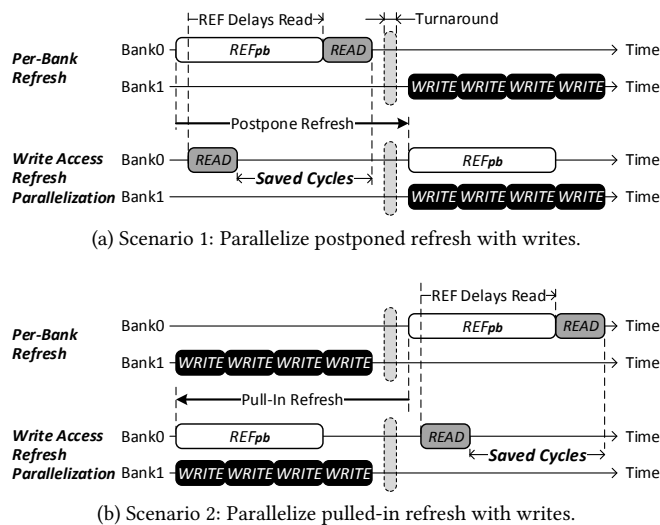 REF Delays Read
Turnaround
Per-Bank
Refresh
Bank0 REFpb READ Time
Bank1 WRITE WRITE WRITE WRITE Time
Postpone Refresh
Write Access
Refresh
Parallelization
Bank0 READ REFpb Time
Saved Cycles
Bank1 WRITE WRITE WRITE WRITE Time
(a) Scenario 1: Parallelize postponed refresh with writes.
REF Delays Read
Per-Bank
Refresh
Bank0 REFpb READ Time
Bank1 WRITE WRITE WRITE WRITE Time
Pull-In Refresh
Write Access
Refresh
Parallelization
Bank0 REFpb READ Time
Saved Cycles
Bank1 WRITE WRITE WRITE WRITE Time
(b) Scenario 2: Parallelize pulled-in refresh with writes.